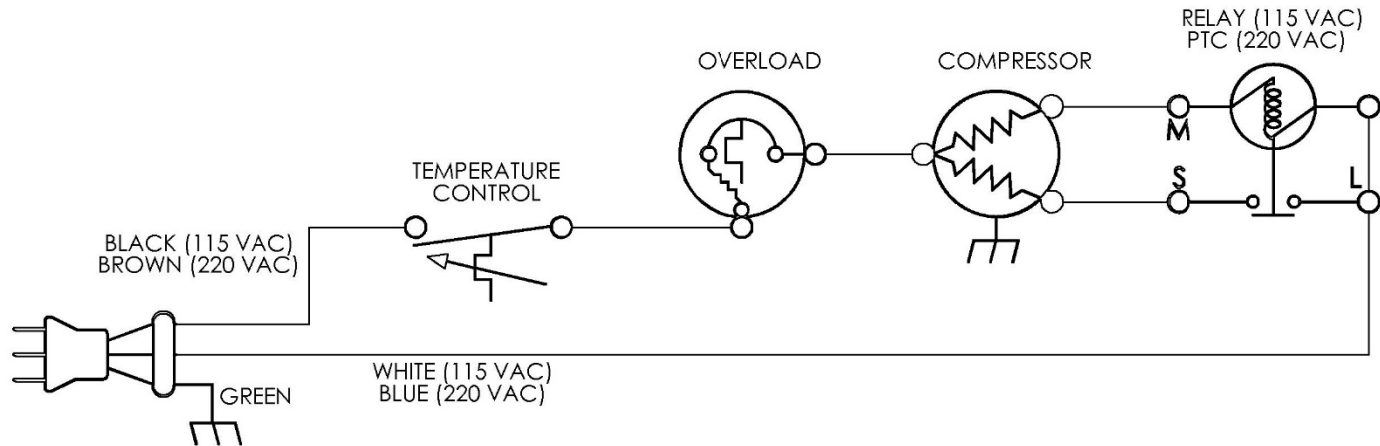 RELAY (115 VAC)
PTC (220 VAC)
OVERLOAD
COMPRESSOR
M
TEMPERATURE
CONTROL
S
L
BLACK (115 VAC)
BROWN (220 VAC)
WHITE (115 VAC)
BLUE (220 VAC)
GREEN